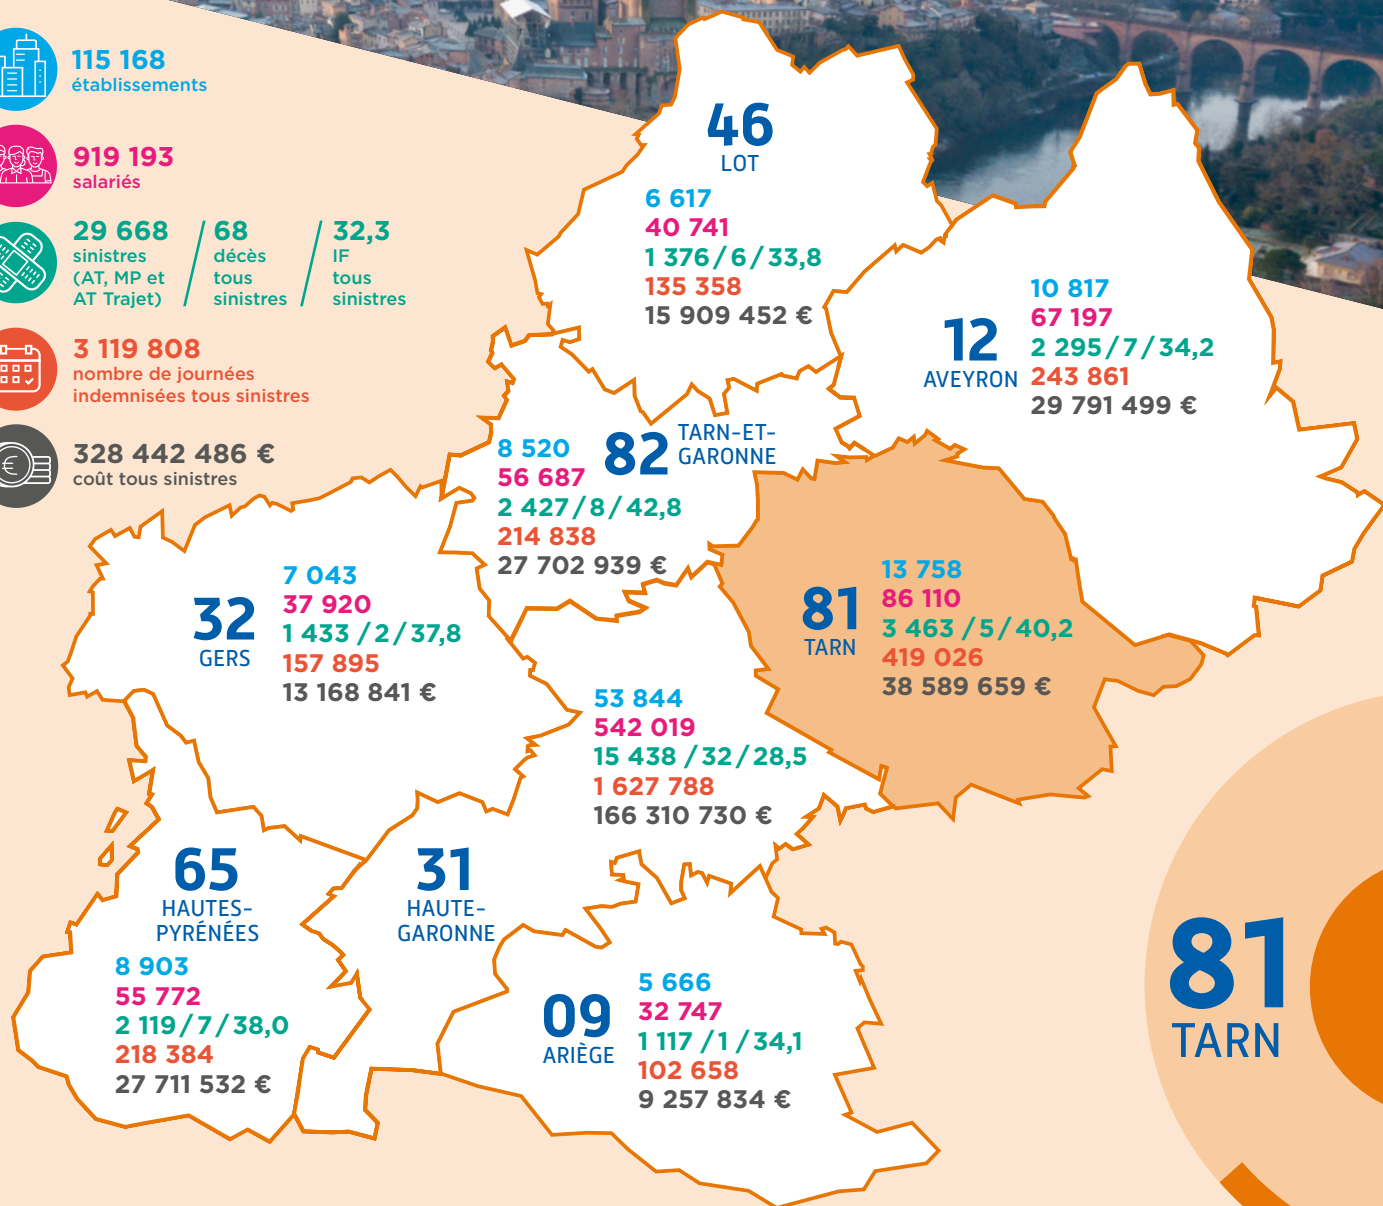 115 168
établissements
919 193
salariés
29 668
sinistres
(AT, MP et
AT Trajet)
/ 68
décès
tous
sinistres
/ 32,3
IF
tous
sinistres
3 119 808
nombre de journées
indemnisées tous sinistres
328 442 486 €
coût tous sinistres
46
LOT
6 617
40 741
1 376 / 6 / 33,8
135 358
15 909 452 €
12
AVEYRON
10 817
67 197
2 295 / 7 / 34,2
243 861
29 791 499 €
82
TARN-ET-
GARONNE
8 520
56 687
2 427 / 8 / 42,8
214 838
27 702 939 €
32
GERS
7 043
37 920
1 433 / 2 / 37,8
157 895
13 168 841 €
81
TARN
13 758
86 110
3 463 / 5 / 40,2
419 026
38 589 659 €
31
HAUTE-
GARONNE
53 844
542 019
15 438 / 32 / 28,5
1 627 788
166 310 730 €
65
HAUTES-
PYRÉNÉES
8 903
55 772
2 119 / 7 / 38,0
218 384
27 711 532 €
09
ARIÈGE
5 666
32 747
1 117 / 1 / 34,1
102 658
9 257 834 €
81
TARN